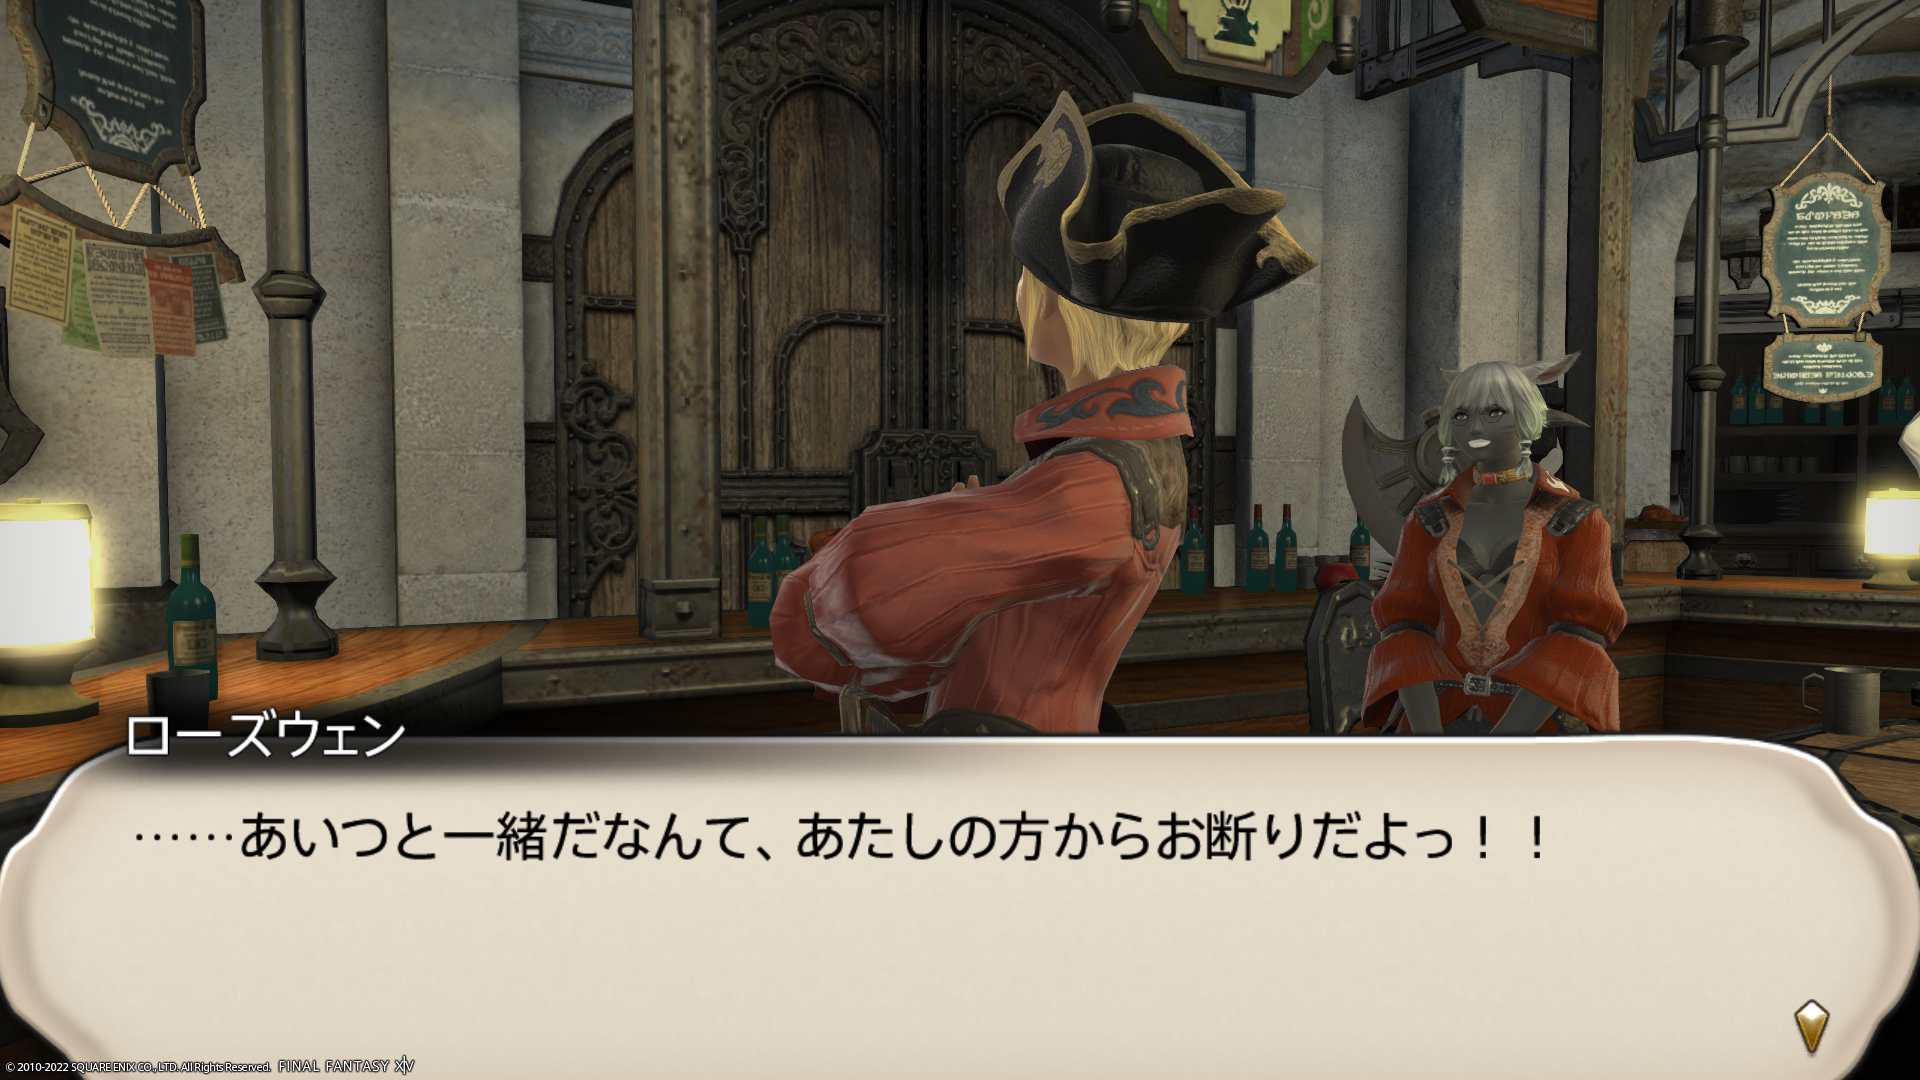 ローズウェン
……あいつと一緒だなんて、あたしの方からお断りだよっ！！
© 2010-2022 SQUARE ENIX CO., LTD. All Rights Reserved. FINAL FANTASY XIV